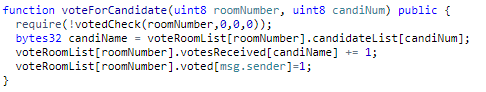 function voteForCandidate(uint8 roomNumber, uint8 candiNum) public {
require(!votedCheck(roomNumber,0,0,0));
bytes32 candiName = voteRoomList[roomNumber].candidateList[candiNum];
voteRoomList[roomNumber].votesReceived[candiName] += 1;
voteRoomList[roomNumber].voted[msg.sender]=1;
}